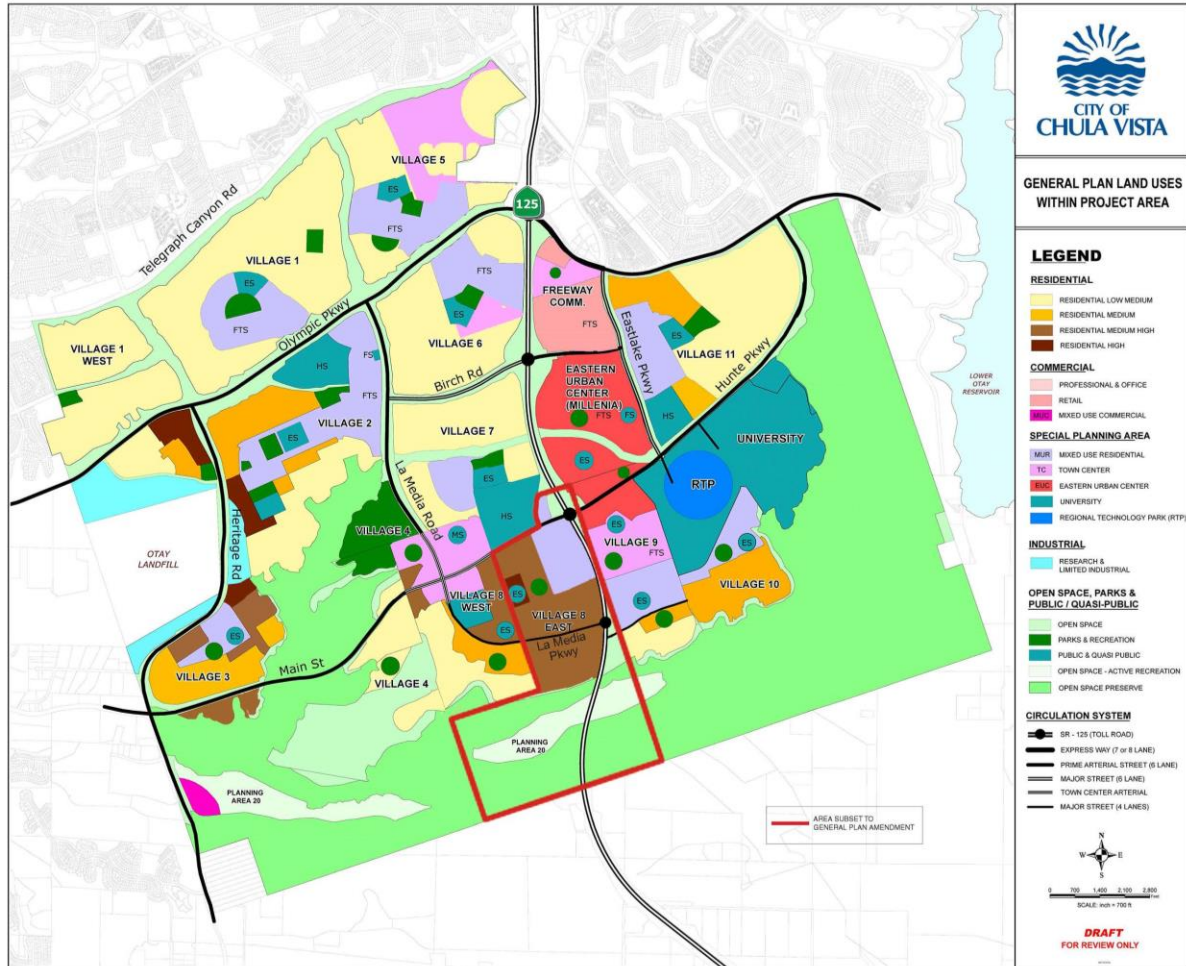 CITY OF
CHULA VISTA
GENERAL PLAN LAND USES
WITHIN PROJECT AREA
LEGEND
RESIDENTIAL
RESIDENTIAL LOW MEDIUM
RESIDENTIAL MEDIUM
RESIDENTIAL MEDIUM HIGH
RESIDENTIAL HIGH
COMMERCIAL
PROFESSIONAL & OFFICE
RETAIL
MUC MIXED USE COMMERCIAL
SPECIAL PLANNING AREA
MUR MIXED USE RESIDENTIAL
TC TOWN CENTER
EUC EASTERN URBAN CENTER
UNIVERSITY
REGIONAL TECHNOLOGY PARK (RTP)
INDUSTRIAL
RESEARCH &
LIMITED INDUSTRIAL
OPEN SPACE, PARKS &
PUBLIC / QUASI-PUBLIC
OPEN SPACE
PARKS & RECREATION
PUBLIC & QUASI PUBLIC
OPEN SPACE - ACTIVE RECREATION
OPEN SPACE PRESERVE
CIRCULATION SYSTEM
SR - 125 (TOLL ROAD)
EXPRESS WAY (7 or 8 LANE)
PRIME ARTERIAL STREET (6 LANE)
MAJOR STREET (6 LANE)
TOWN CENTER ARTERIAL
MAJOR STREET (4 LANES)
N
W E
S
0 700 1,400 2,100 2,800
Feet
SCALE: inch = 700 ft
DRAFT
FOR REVIEW ONLY
Telegraph Canyon Rd
VILLAGE 5
ES
FTS
125
VILLAGE 1
ES
FTS
Olympic Pkwy
VILLAGE 1
WEST
FTS
ES
VILLAGE 6
FREEWAY
COMM.
FTS
Eastlake Pkwy
ES
VILLAGE 11
Hunte Pkwy
HS
LOWER
OTAY
RESERVOIR
HS
FS
FTS
ES
VILLAGE 2
Birch Rd
EASTERN
URBAN
CENTER
(MILLENIA)
FTS
FS
ES
UNIVERSITY
RTP
VILLAGE 7
La Media Road
HS
MS
VILLAGE 4
Heritage Rd
OTAY
LANDFILL
ES
VILLAGE 9
FTS
ES
ES
VILLAGE 10
VILLAGE 8
WEST
ES
ES
VILLAGE 8
EAST
La Media
Pkwy
ES
VILLAGE 3
Main St
VILLAGE 4
PLANNING
AREA 20
PLANNING
AREA 20
AREA SUBSET TO
GENERAL PLAN AMENDMENT